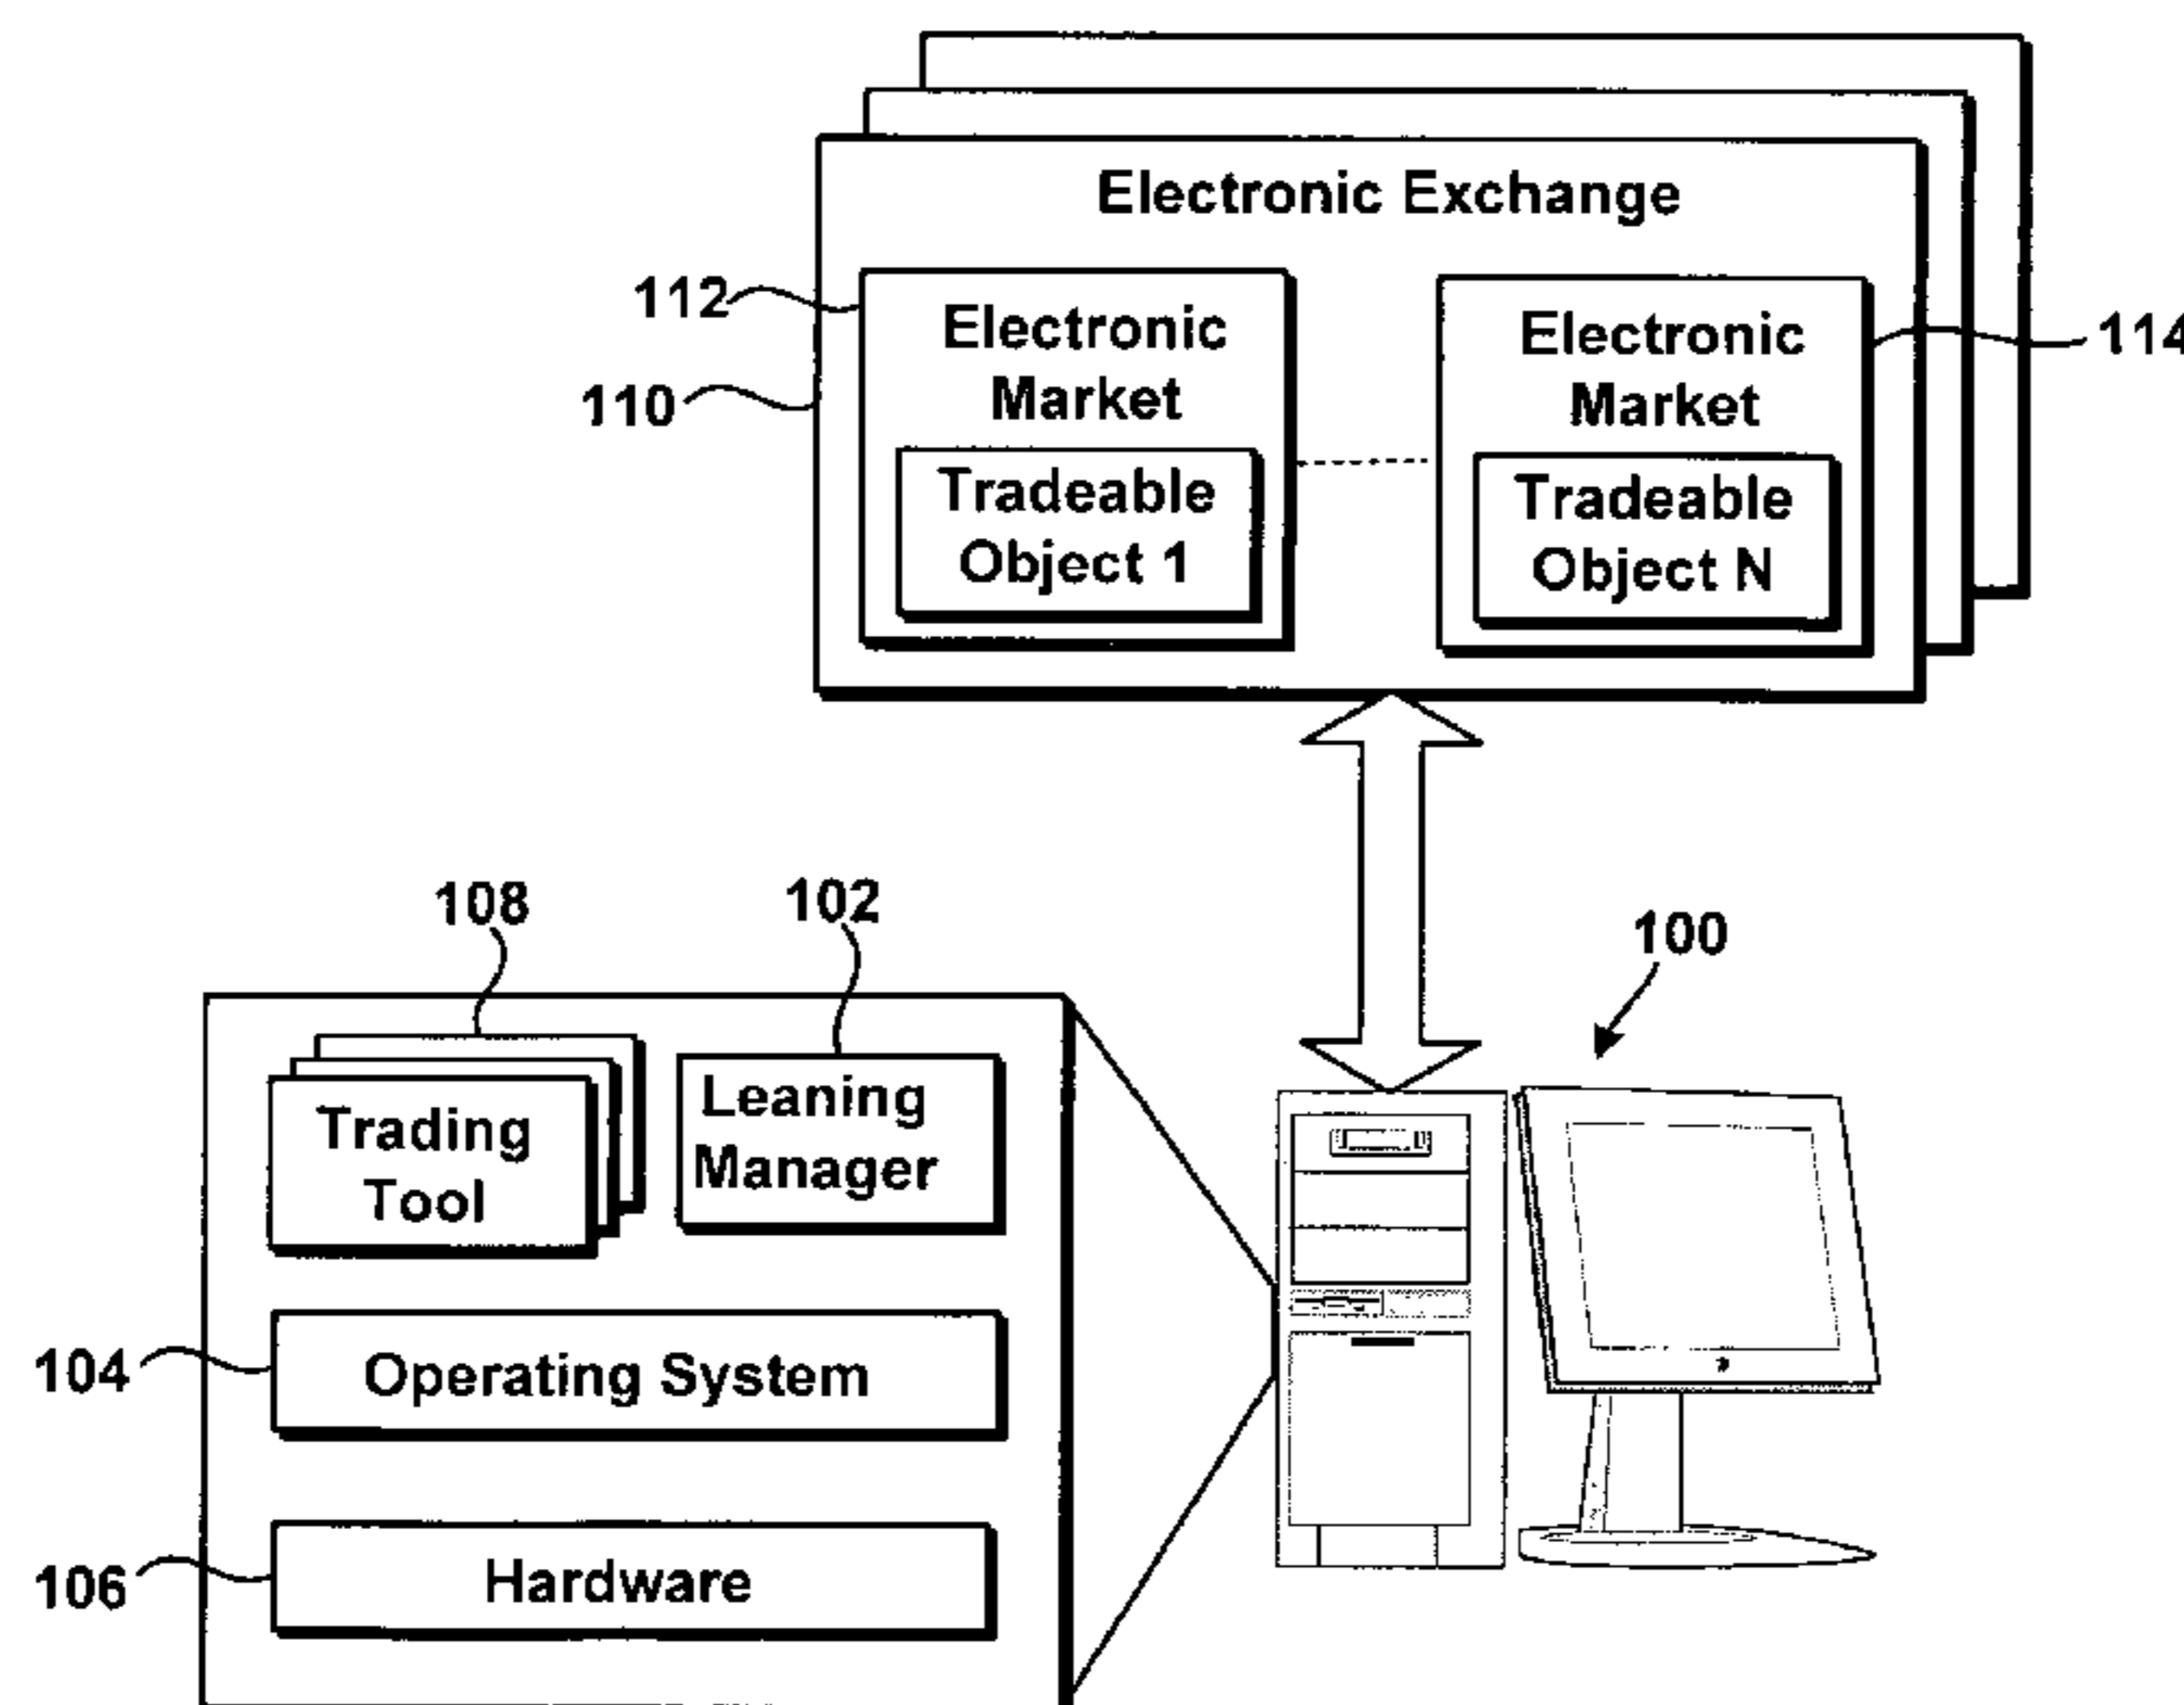 Electronic Exchange
112
Electronic
Market
110
Tradeable
Object 1
Electronic
Market
114
Tradeable
Object N
108
102
100
Trading
Tool
Leaning
Manager
104
Operating System
106
Hardware